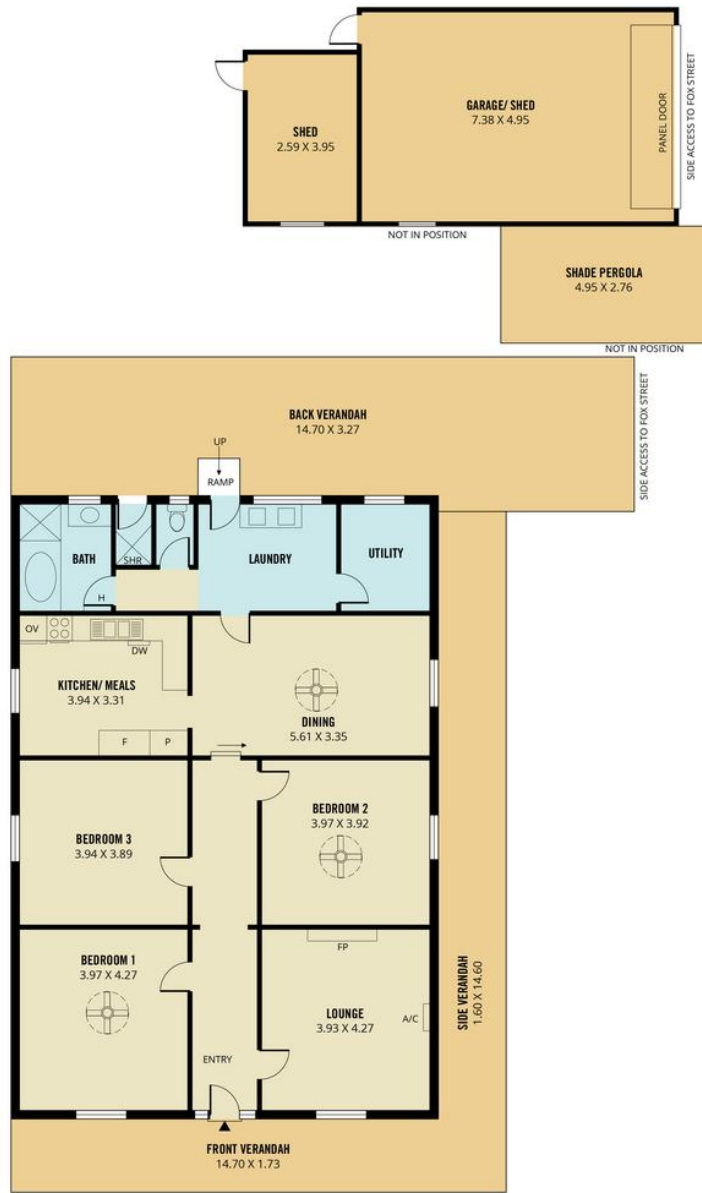 GARAGE/ SHED
7.38 X 4.95
PANEL DOOR
SIDE ACCESS TO FOX STREET
SHED
2.59 X 3.95
NOT IN POSITION
SHADE PERGOLA
4.95 X 2.76
NOT IN POSITION
BACK VERANDAH
14.70 X 3.27
SIDE ACCESS TO FOX STREET
UP
RAMP
BATH
SHR
LAUNDRY
UTILITY
H
OV
DW
KITCHEN/ MEALS
3.94 X 3.31
F
P
DINING
5.61 X 3.35
BEDROOM 3
3.94 X 3.89
BEDROOM 2
3.97 X 3.92
BEDROOM 1
3.97 X 4.27
FP
LOUNGE
3.93 X 4.27
A/C
SIDE VERANDAH
1.60 X 14.60
ENTRY
FRONT VERANDAH
14.70 X 1.73